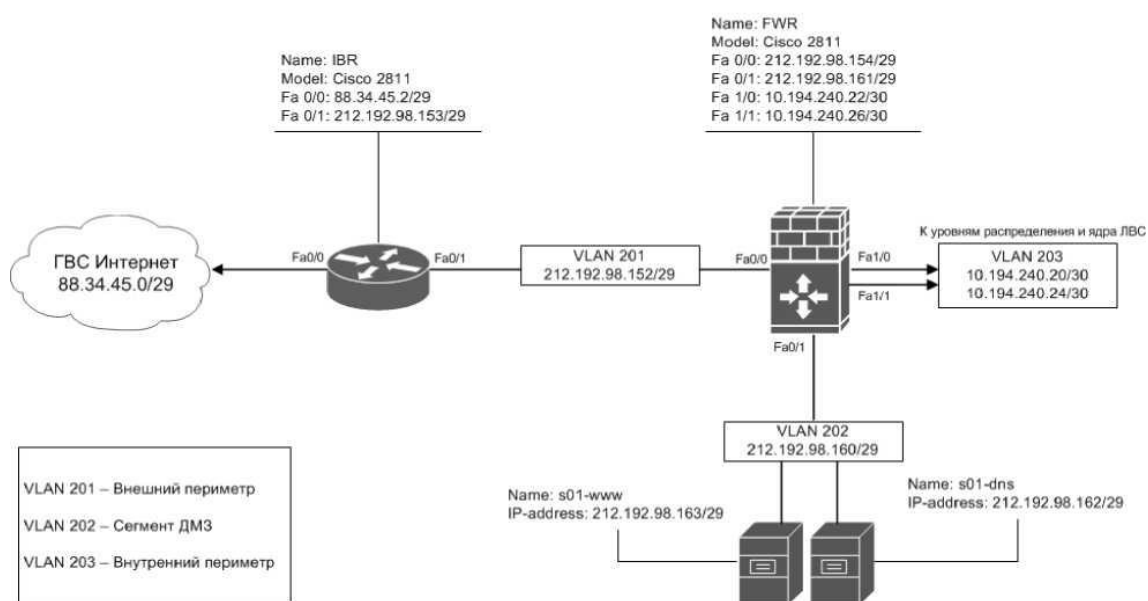 Name: IBR
Model: Cisco 2811
Fa 0/0: 88.34.45.2/29
Fa 0/1: 212.192.98.153/29
Name: FWR
Model: Cisco 2811
Fa 0/0: 212.192.98.154/29
Fa 0/1: 212.192.98.161/29
Fa 1/0: 10.194.240.22/30
Fa 1/1: 10.194.240.26/30
ГВС Интернет
88.34.45.0/29
Fa0/0
Fa0/1
VLAN 201
212.192.98.152/29
Fa0/0
Fa1/0
Fa1/1
Fa0/1
К уровням распределения и ядра ЛВС
VLAN 203
10.194.240.20/30
10.194.240.24/30
VLAN 202
212.192.98.160/29
Name: s01-www
IP-address: 212.192.98.163/29
Name: s01-dns
IP-address: 212.192.98.162/29
VLAN 201 – Внешний периметр
VLAN 202 – Сегмент ДМЗ
VLAN 203 – Внутренний периметр